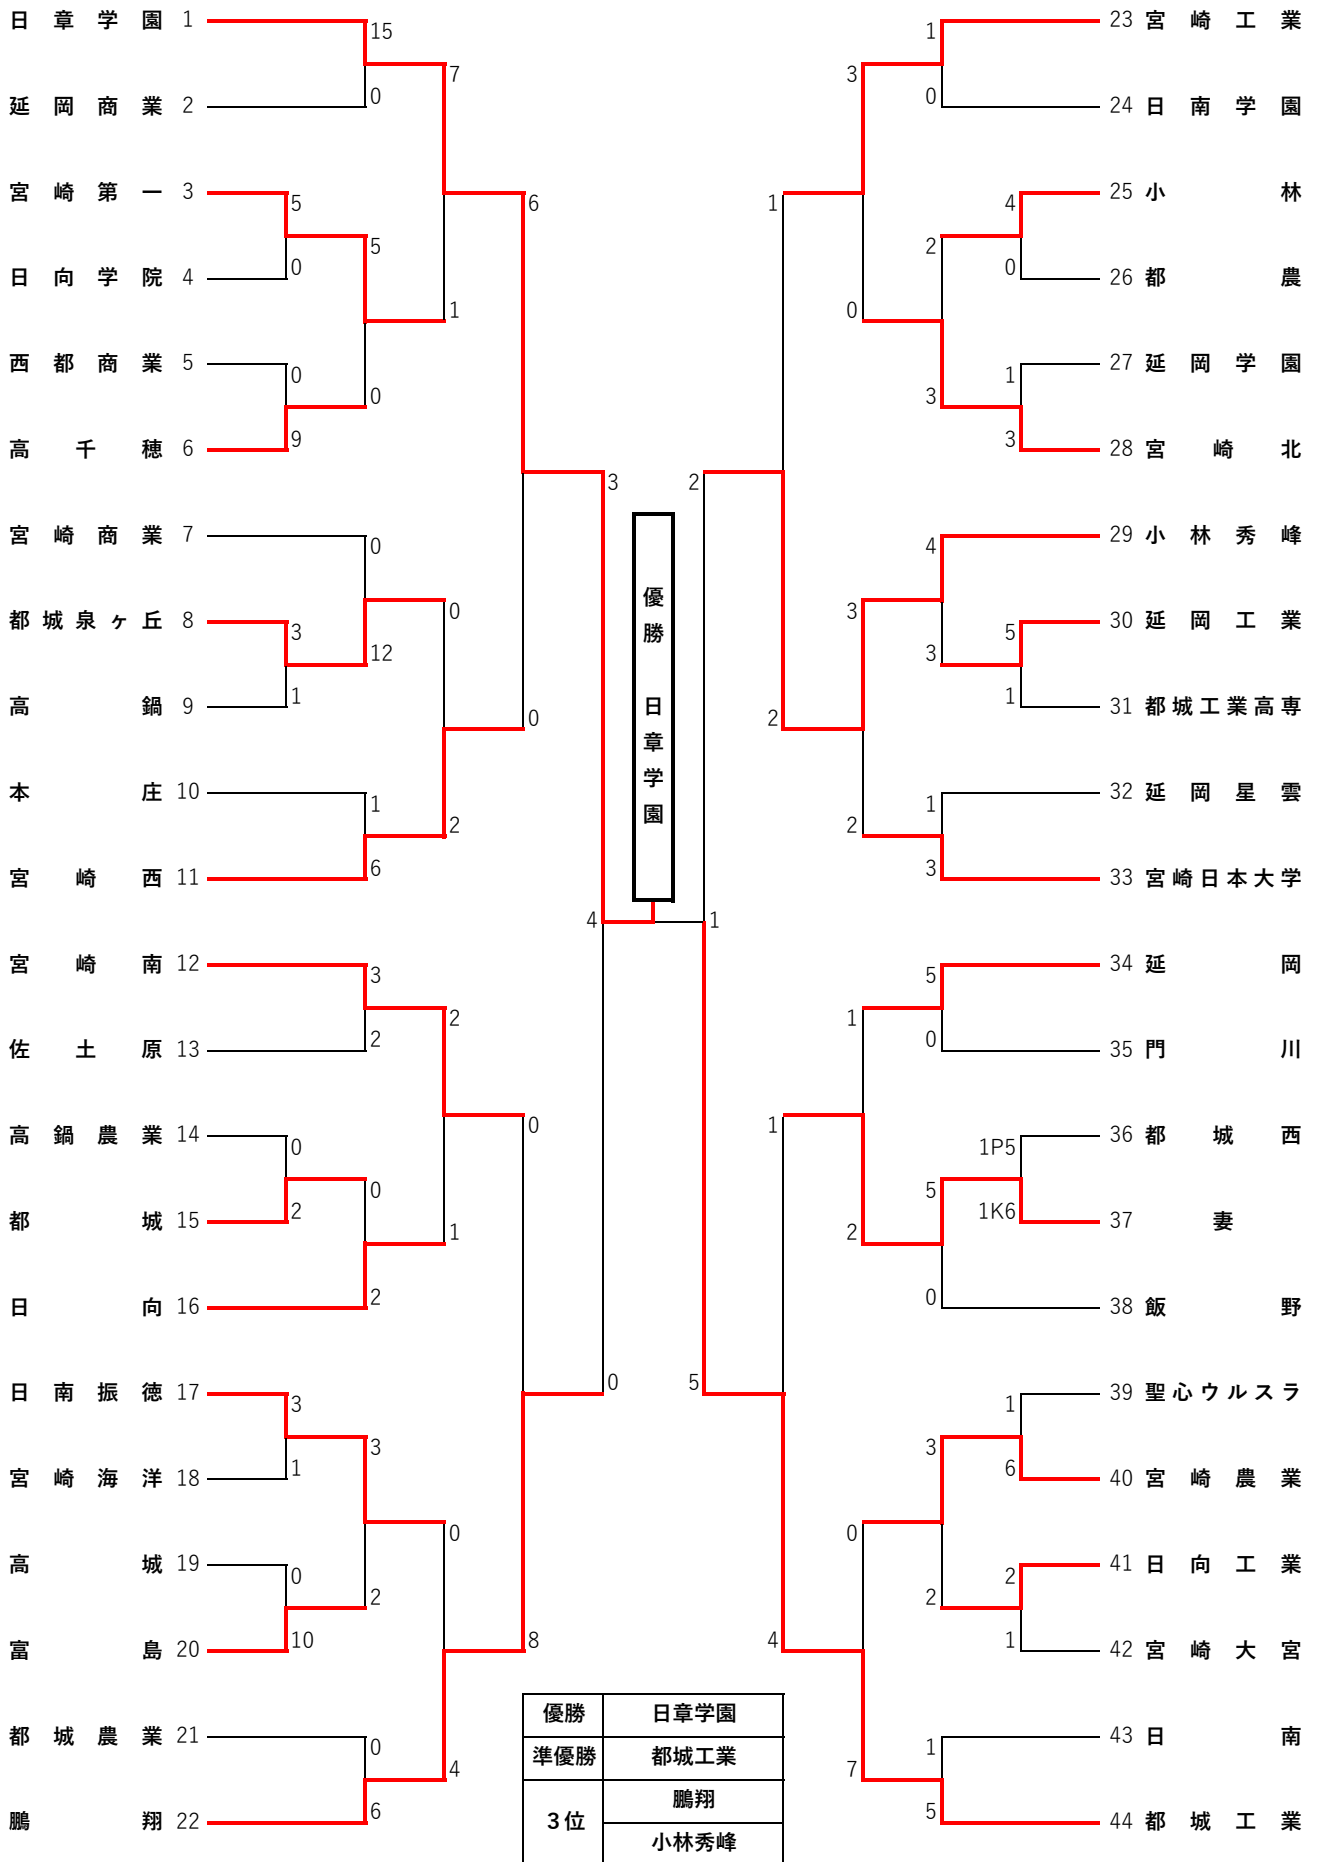 日章学園 1
延岡商業 2
宮崎第一 3
日向学院 4
西都商業 5
高千穂 6
宮崎商業 7
都城泉ヶ丘 8
高鍋 9
本庄 10
宮崎西 11
宮崎南 12
佐土原 13
高鍋農業 14
都城 15
日向 16
日南振徳 17
宮崎海洋 18
高城 19
富島 20
都城農業 21
鵬翔 22
15
0
5
0
0
9
0
3
1
12
1
6
3
2
0
2
0
2
3
1
0
10
0
6
7
5
0
1
0
2
2
1
3
2
0
4
6
0
0
8
3
0
4
優勝 日章学園
1
2
5
1
2
1
4
3
0
3
2
1
2
0
7
1
0
2
4
0
3
1
3
4
3
5
1
1
3
5
0
5
1P5
1K6
0
3
1
6
2
2
1
1
5
23 宮崎工業
24 日南学園
25 小林
26 都農
27 延岡学園
28 宮崎北
29 小林秀峰
30 延岡工業
31 都城工業高専
32 延岡星雲
33 宮崎日本大学
34 延岡
35 門川
36 都城西
37 妻
38 飯野
39 聖心ウルスラ
40 宮崎農業
41 日向工業
42 宮崎大宮
43 日南
44 都城工業
優勝 日章学園
準優勝 都城工業
3位 鵬翔
小林秀峰